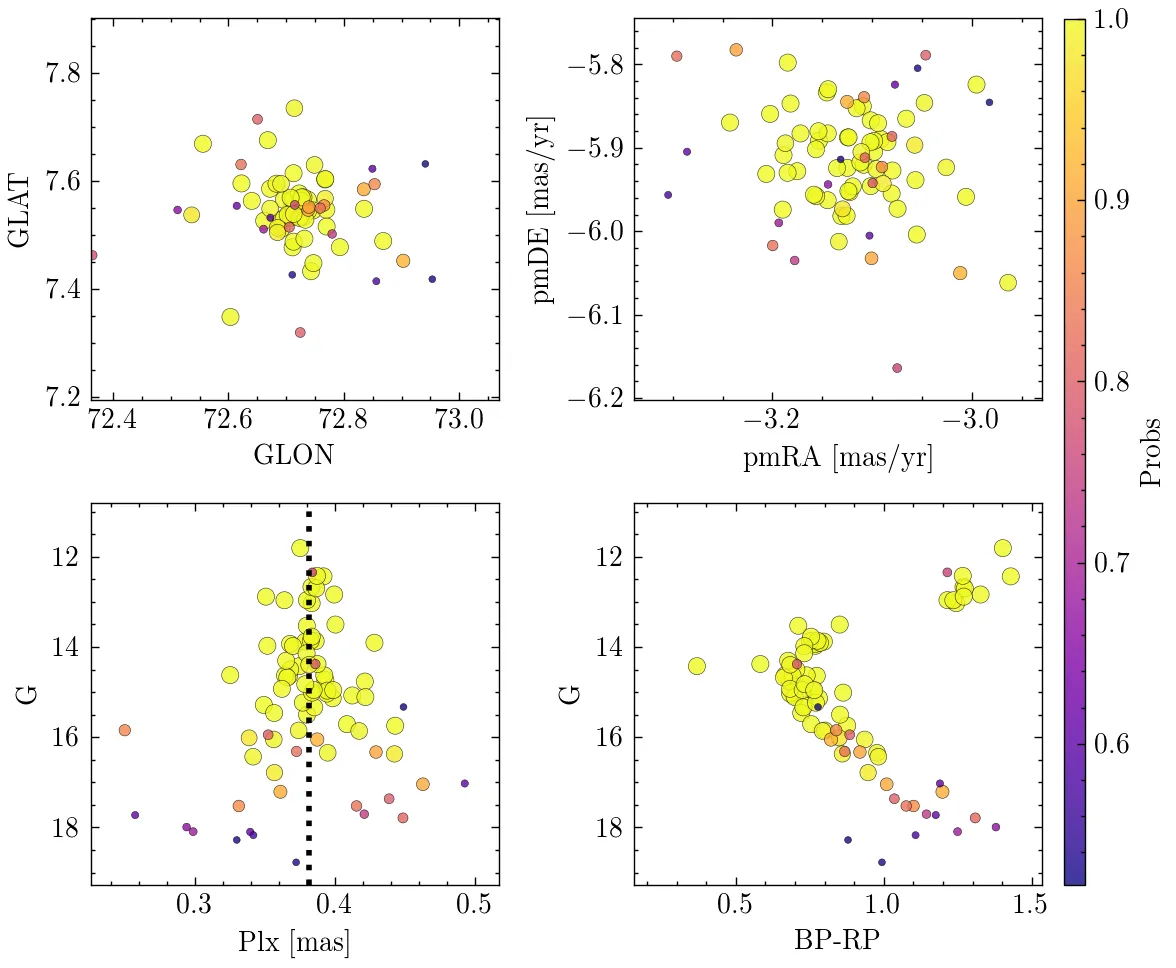 7.8
7.6
7.4
7.2
GLAT
72.4 72.6 72.8 73.0
GLON
−5.8
−5.9
−6.0
−6.1
−6.2
pmDE [mas/yr]
−3.2 −3.0
pmRA [mas/yr]
12
14
16
18
G
0.3 0.4 0.5
Plx [mas]
12
14
16
18
G
0.5 1.0 1.5
BP-RP
1.0
0.9
0.8
0.7
0.6
Probs